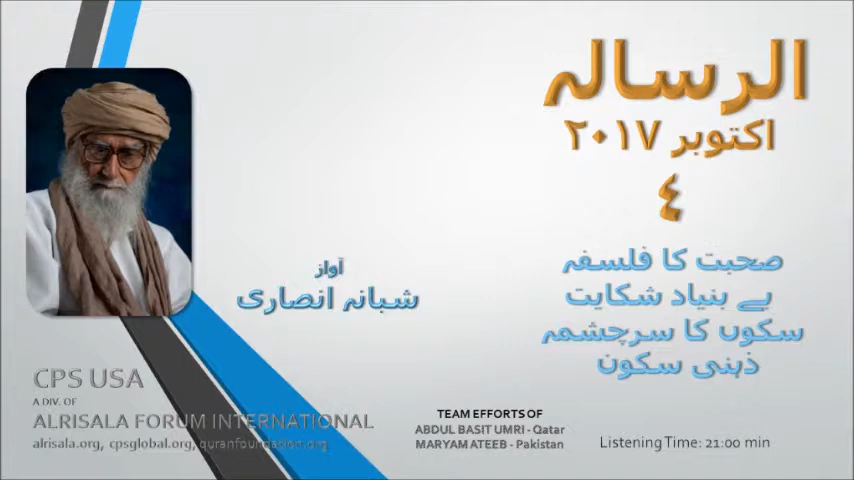 الرسالہ
اکتوبر ٢٠١٧
٤
صحبت کا فلسفہ
بے بنیاد شکایت
سکوں کا سرچشمہ
ذہنی سکون
آواز
شبانہ انصاری
CPS USA
A DIV. OF
ALRISALA FORUM INTERNATIONAL
alrisala.org, cpsglobal.org, quranfoundation.org
TEAM EFFORTS OF
ABDUL BASIT UMRI - Qatar
MARYAM ATEEB - Pakistan
Listening Time: 21:00 min